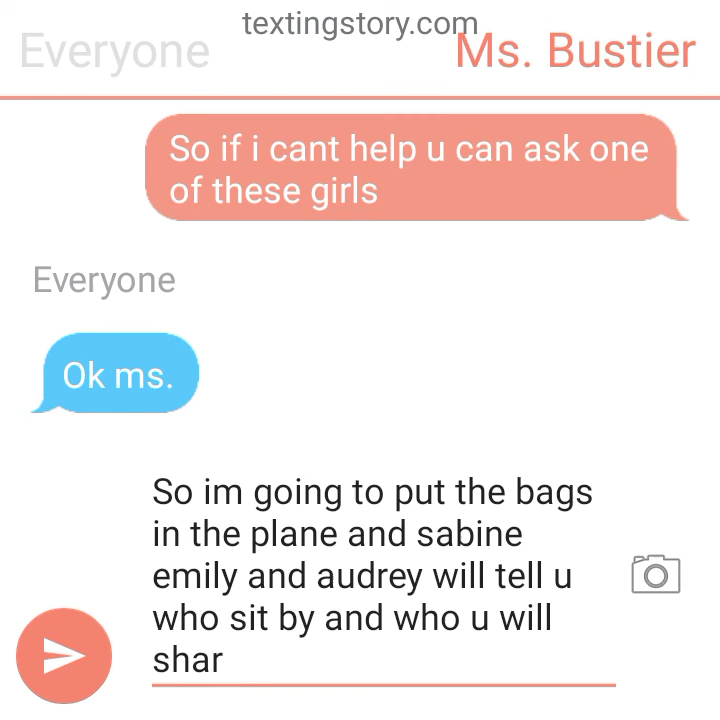 textingstory.com
Everyone
Ms. Bustier
So if i cant help u can ask one
of these girls
Everyone
Ok ms.
So im going to put the bags
in the plane and sabine
emily and audrey will tell u
who sit by and who u will
shar